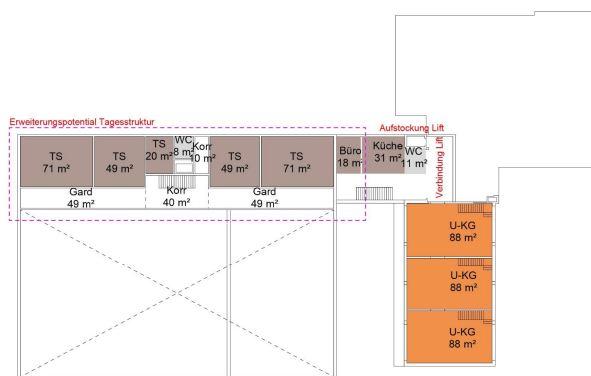 Erweiterungspotential Tagesstruktur
Aufstockung Lift
TS
71 m²
TS
49 m²
TS
20 m²
WC
8 m²
Korr
10 m²
TS
49 m²
TS
71 m²
Büro
18 m²
Küche
31 m²
WC
11 m²
Verbindung Lift
Gard
49 m²
Korr
40 m²
Gard
49 m²
U-KG
88 m²
U-KG
88 m²
U-KG
88 m²